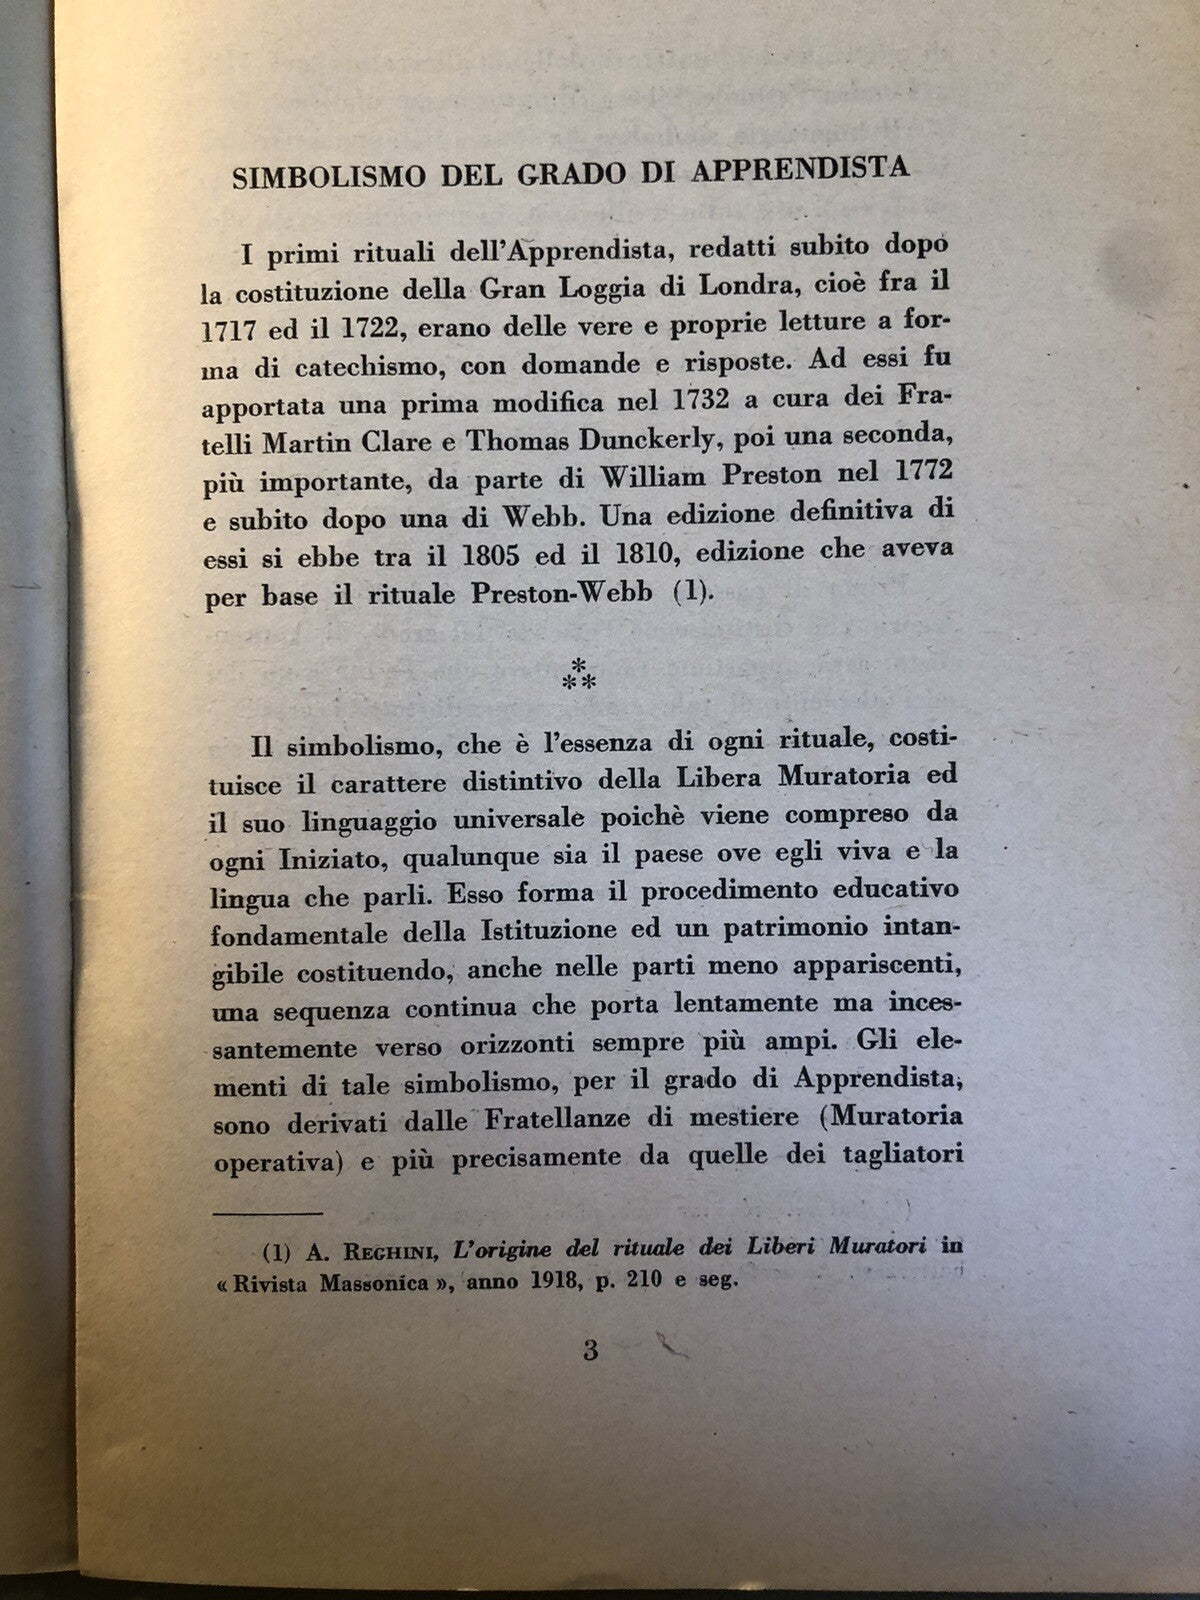 SIMBOLISMO DEL GRADO DI APPRENDISTA
I primi rituali dell'Apprendista, redatti subito dopo
la costituzione della Gran Loggia di Londra, cioè fra il
1717 ed il 1722, erano delle vere e proprie letture a for-
ma di catechismo, con domande e risposte. Ad essi fu
apportata una prima modifica nel 1732 a cura dei Fra-
telli Martin Clare e Thomas Dunckerly, poi una seconda,
più importante, da parte di William Preston nel 1772
e subito dopo una di Webb. Una edizione definitiva di
essi si ebbe tra il 1805 ed il 1810, edizione che aveva
per base il rituale Preston-Webb (1).
*
* *
Il simbolismo, che è l'essenza di ogni rituale, costi-
tuisce il carattere distintivo della Libera Muratoria ed
il suo linguaggio universale poichè viene compreso da
ogni Iniziato, qualunque sia il paese ove egli viva e la
lingua che parli. Esso forma il procedimento educativo
fondamentale della Istituzione ed un patrimonio intan-
gibile costituendo, anche nelle parti meno appariscenti,
una sequenza continua che porta lentamente ma inces-
santemente verso orizzonti sempre più ampi. Gli ele-
menti di tale simbolismo, per il grado di Apprendista,
sono derivati dalle Fratellanze di mestiere (Muratoria
operativa) e più precisamente da quelle dei tagliatori
(1) A. REGHINI, L'origine del rituale dei Liberi Muratori in
« Rivista Massonica », anno 1918, p. 210 e seg.
3